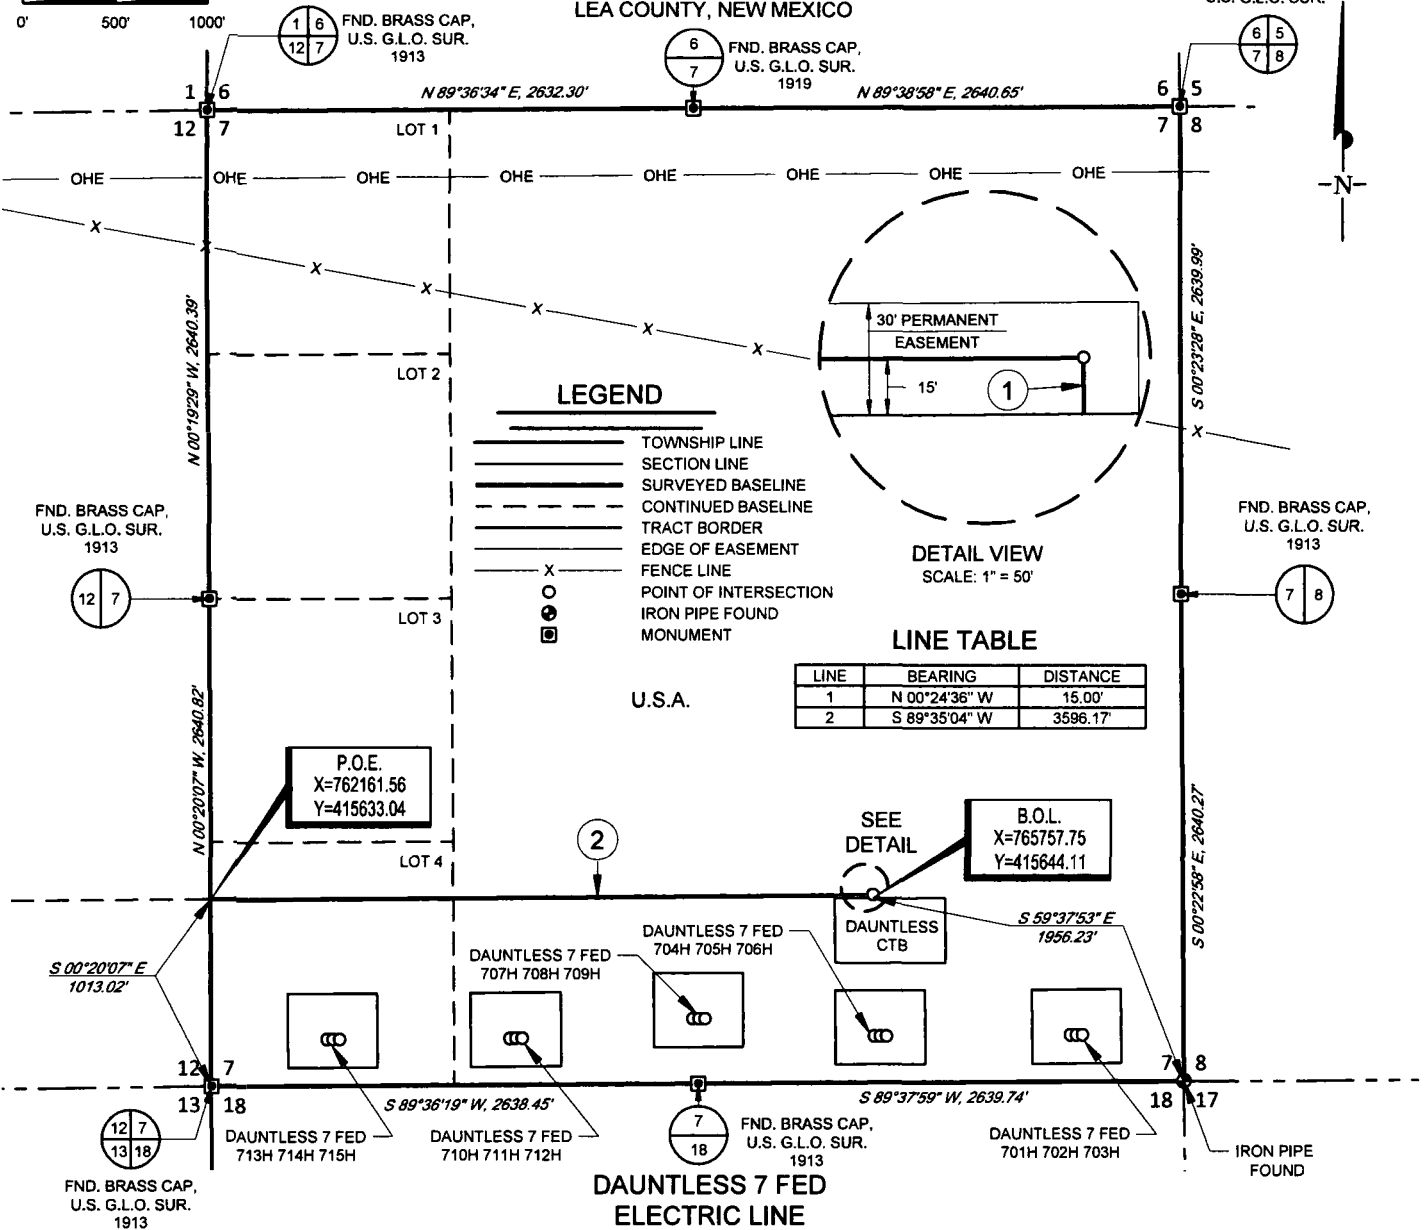 LEA COUNTY, NEW MEXICO
0' 500' 1000'
1 6
12 7
FND. BRASS CAP,
U.S. G.L.O. SUR.
1913
6
7
FND. BRASS CAP,
U.S. G.L.O. SUR.
1919
6 5
7 8
N 89°36'34" E, 2632.30'
N 89°38'58" E, 2640.65'
1 6
12 7
6 5
7 8
LOT 1
OHE OHE OHE OHE OHE OHE OHE OHE
-N-
X X X X X X X
30' PERMANENT
EASEMENT
15'
1
X
N 00°19'29" W, 2640.39'
S 00°23'28" E, 2639.99'
LOT 2
LEGEND
TOWNSHIP LINE
SECTION LINE
SURVEYED BASELINE
CONTINUED BASELINE
TRACT BORDER
EDGE OF EASEMENT
X FENCE LINE
POINT OF INTERSECTION
IRON PIPE FOUND
MONUMENT
DETAIL VIEW
SCALE: 1" = 50'
FND. BRASS CAP,
U.S. G.L.O. SUR.
1913
12 7
FND. BRASS CAP,
U.S. G.L.O. SUR.
1913
7 8
LOT 3
LINE TABLE
LINE BEARING DISTANCE
1 N 00°24'36" W 15.00'
2 S 89°35'04" W 3596.17'
U.S.A.
N 00°20'07" W, 2640.82'
S 00°22'58" E, 2640.27'
P.O.E.
X=762161.56
Y=415633.04
SEE
DETAIL
B.O.L.
X=765757.75
Y=415644.11
2
LOT 4
DAUNTLESS
CTB
S 59°37'53" E
1956.23'
S 00°20'07" E
1013.02'
DAUNTLESS 7 FED
707H 708H 709H
DAUNTLESS 7 FED
704H 705H 706H
12 7
13 18
7 8
18 17
S 89°36'19" W, 2638.45'
S 89°37'59" W, 2639.74'
12 7
13 18
FND. BRASS CAP,
U.S. G.L.O. SUR.
1913
DAUNTLESS 7 FED
713H 714H 715H
DAUNTLESS 7 FED
710H 711H 712H
7
18
FND. BRASS CAP,
U.S. G.L.O. SUR.
1913
DAUNTLESS 7 FED
701H 702H 703H
IRON PIPE
FOUND
DAUNTLESS 7 FED
ELECTRIC LINE